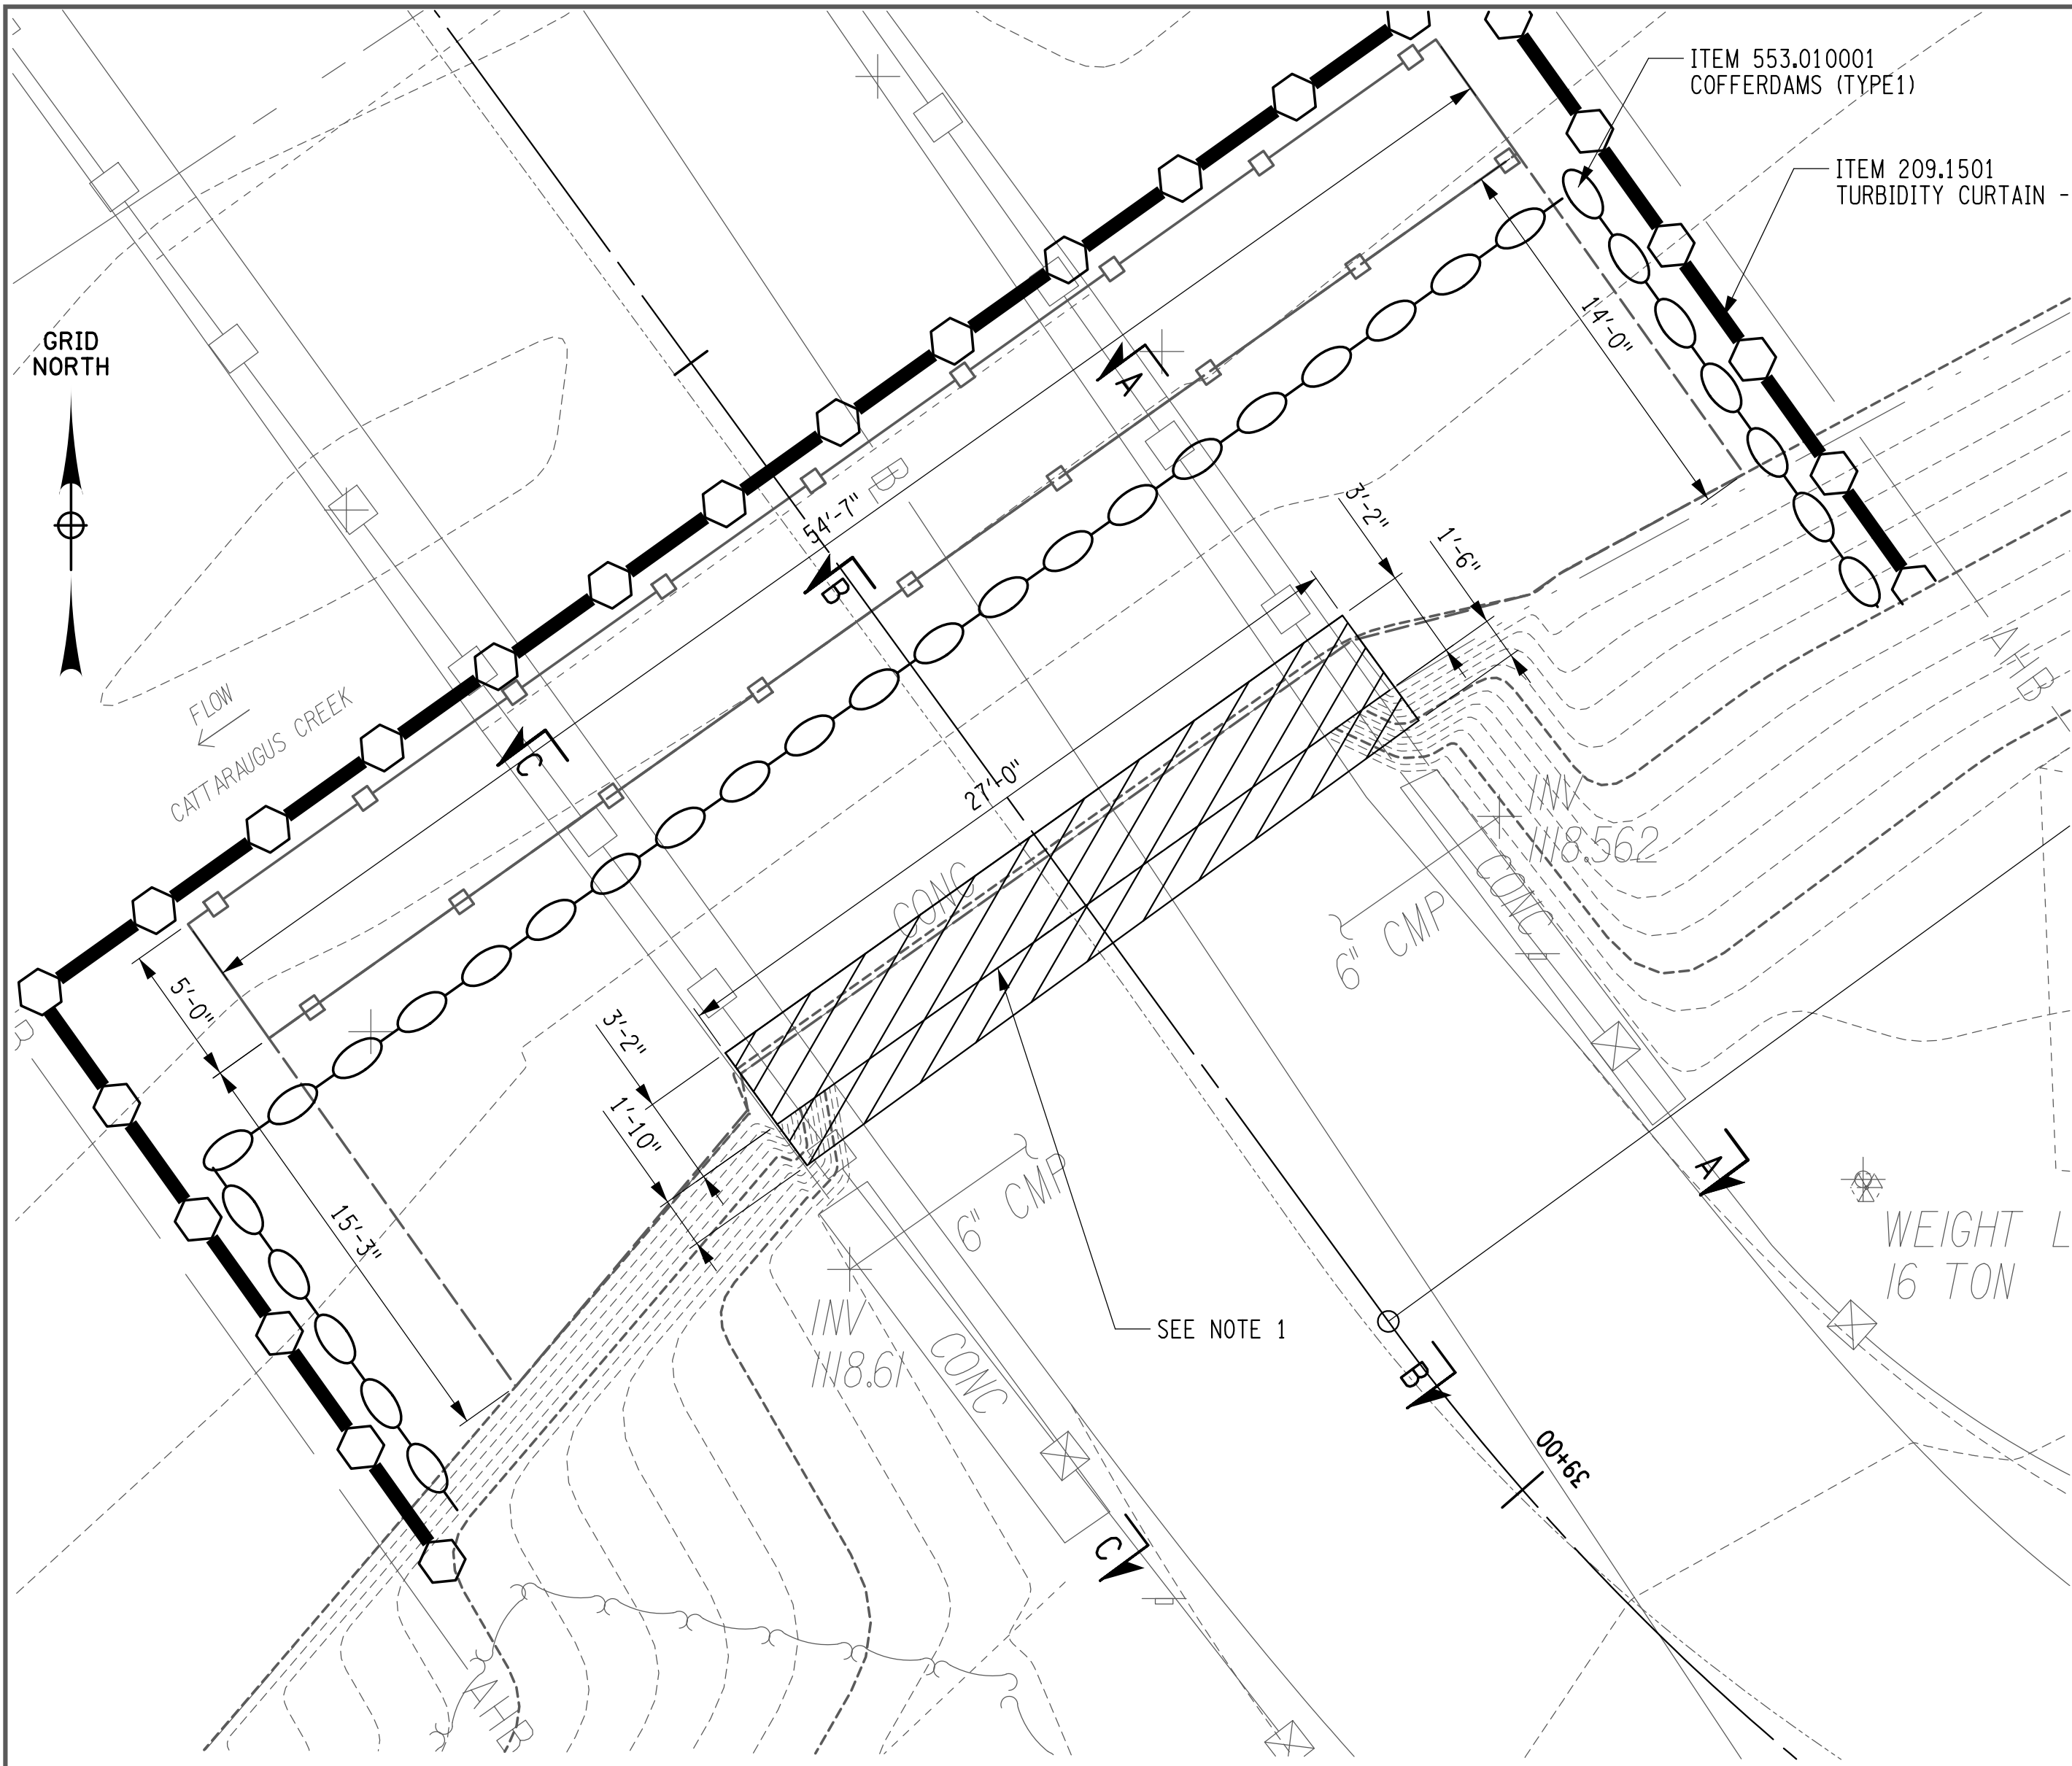 ITEM 553.010001
COFFERDAMS (TYPE1)
ITEM 209.1501
TURBIDITY CURTAIN -
GRID
NORTH
14'-0"
A
3'-2"
1'-6"
54'-7"
B
FLOW
CATTARAUGUS CREEK
C
27'-0"
INV
1118.562
CONC
CONC
6" CMP
5'-0"
3'-2"
1'-10"
15'-3"
6" CMP
A
WEIGHT L
16 TON
INV
1118.61
CONC
SEE NOTE 1
B
39+00
C
AHB
AHB